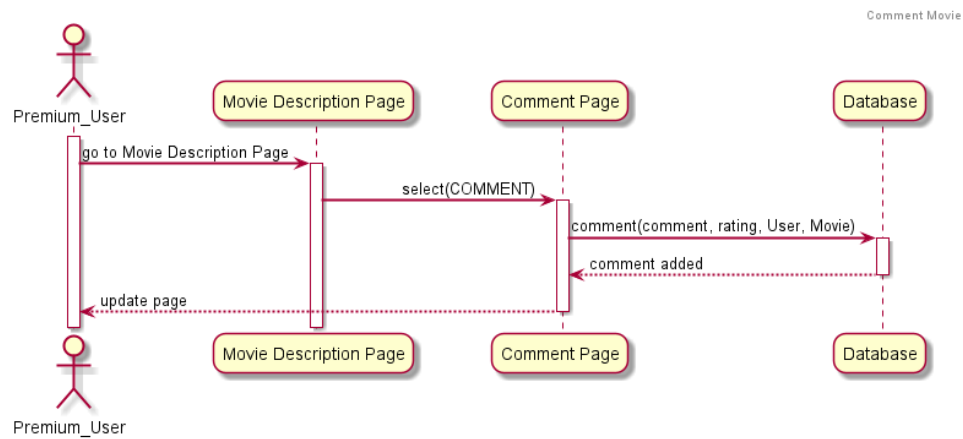 Comment Movie
Premium_User
Movie Description Page
Comment Page
Database
go to Movie Description Page
select(COMMENT)
comment(comment, rating, User, Movie)
comment added
update page
Movie Description Page
Comment Page
Database
Premium_User